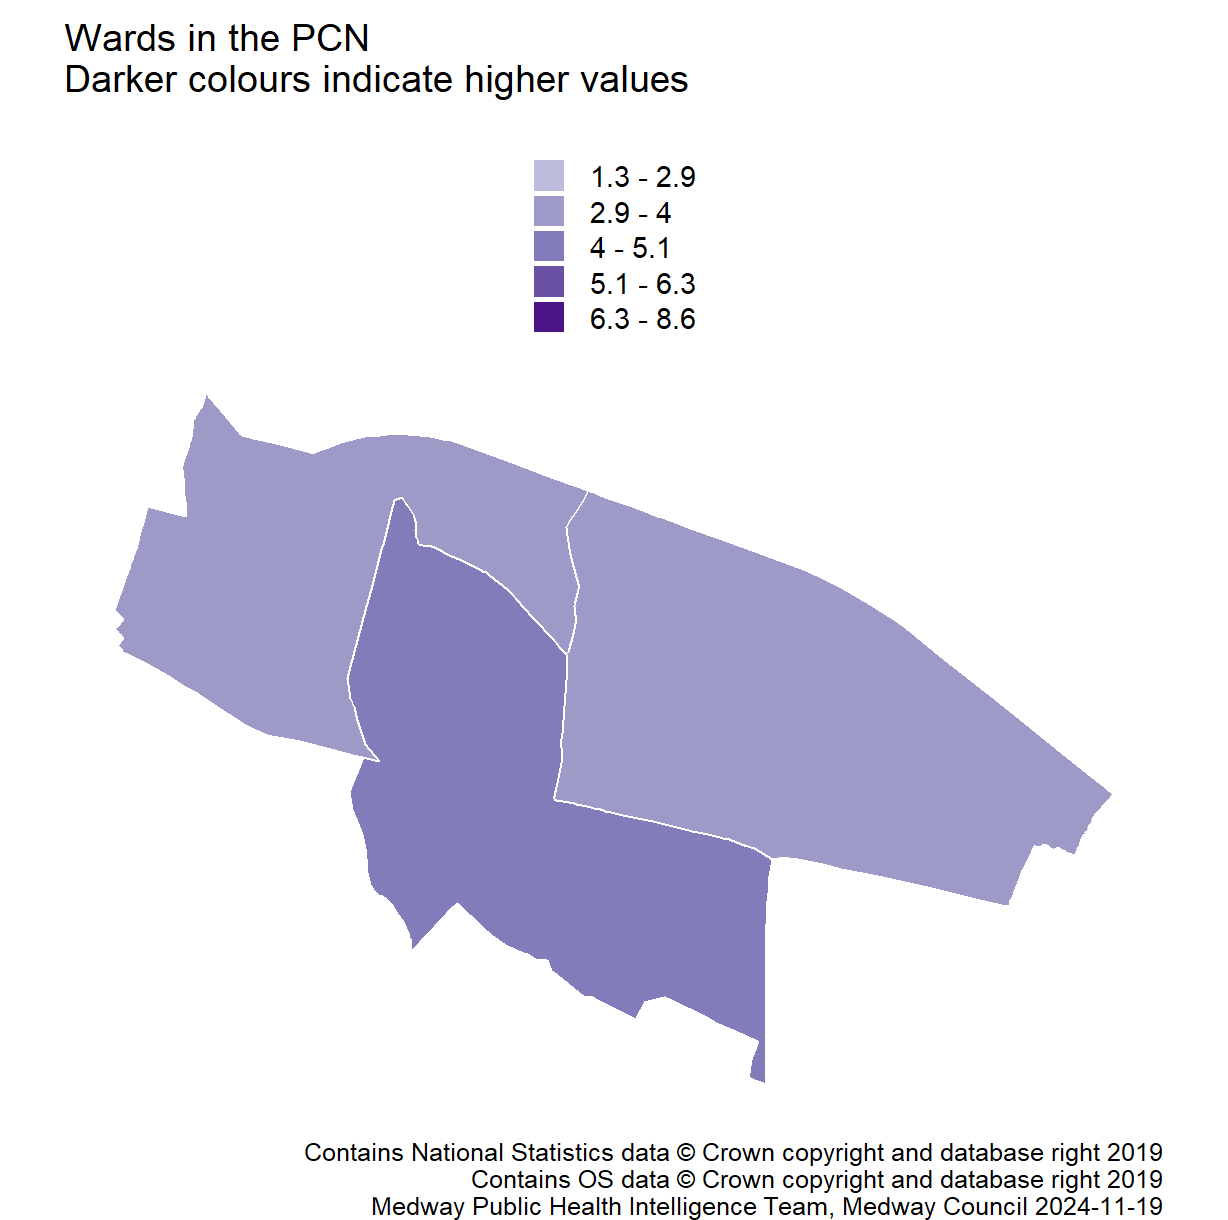 Wards in the PCN
Darker colours indicate higher values
1.3 - 2.9
2.9 - 4
4 - 5.1
5.1 - 6.3
6.3 - 8.6
Contains National Statistics data © Crown copyright and database right 2019
Contains OS data © Crown copyright and database right 2019
Medway Public Health Intelligence Team, Medway Council 2024-11-19